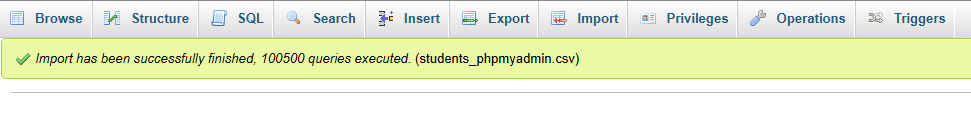 Browse Structure SQL Search Insert Export Import Privileges Operations Triggers
Import has been successfully finished, 100500 queries executed. (students_phpmyadmin.csv)